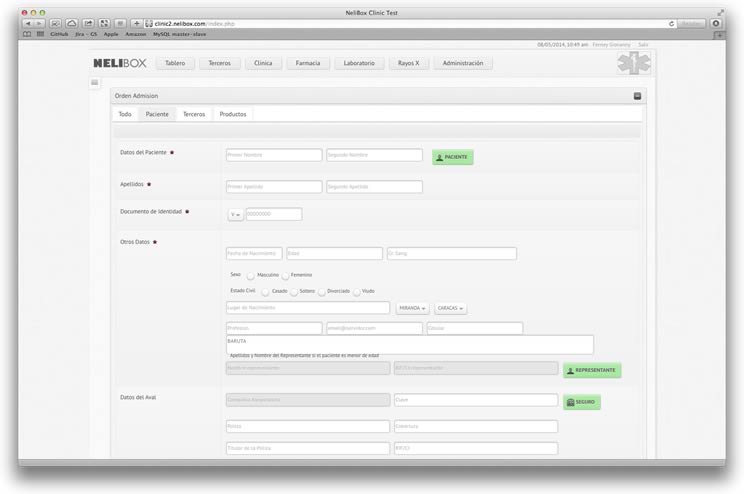 NeliBox Clinic Test
clinic2.nelibox.com/index.php
Reader
GitHub Jira - GS Apple Amazon MySQL master-slave
08/05/2014, 10:49 am Ferney Giovanny Salir
NELIBOX Tablero Terceros Clinica Farmacia Laboratorio Rayos X Administración
Orden Admision
Todo Paciente Terceros Productos
Datos del Paciente Primer Nombre Segundo Nombre PACIENTE
Apellidos Primer Apellido Segundo Apellido
Documento de Identidad V 00000000
Otros Datos Fecha de Nacimiento Edad Gr. Sang.
Sexo Masculino Femenino
Estado Civil Casado Soltero Divorciado Viudo
Lugar de Nacimiento MIRANDA CARACAS
Profesion email@servidor.com Celular
BARUTA
Apellidos y Nombre del Representante si el paciente es menor de edad
Nombre representante RIF/CI representante REPRESENTANTE
Datos del Aval Compañia Aseguradora Clave SEGURO
Poliza Cobertura
Titular de la Poliza RIF/CI